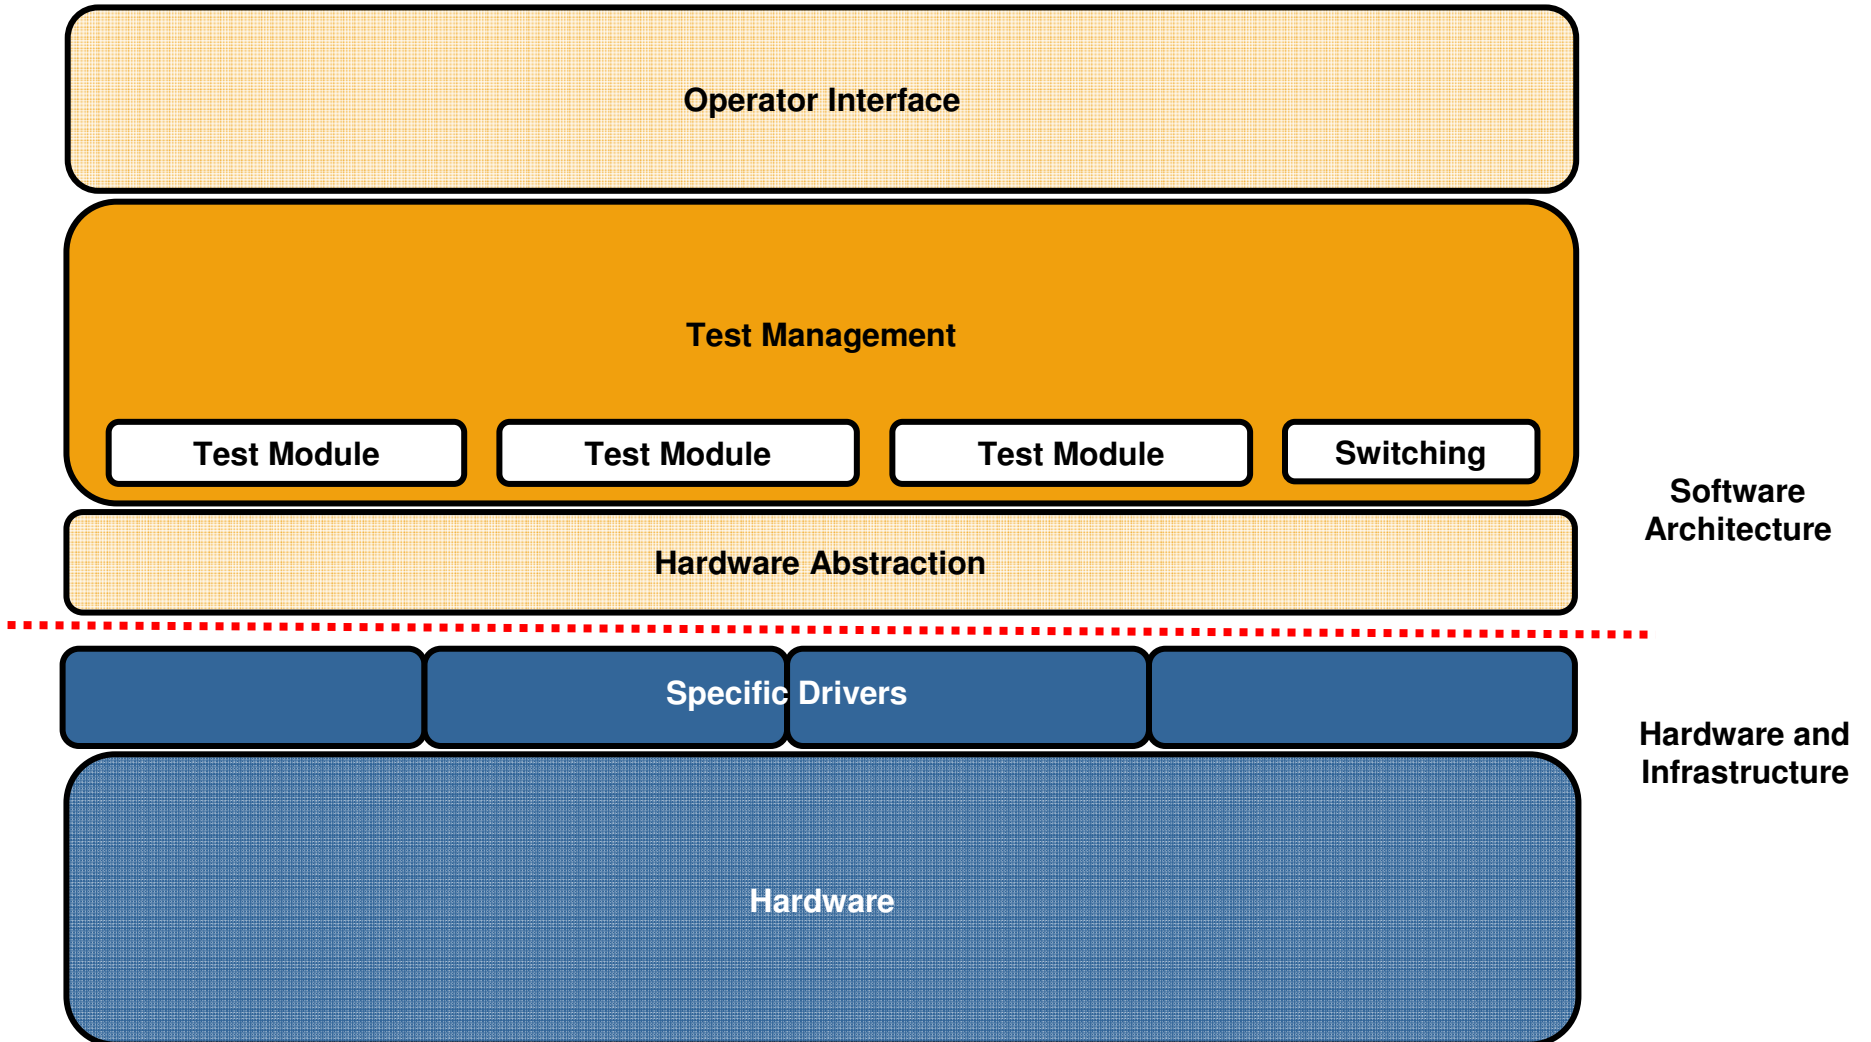 Operator Interface
Test Management
Test Module
Test Module
Test Module
Switching
Software
Architecture
Hardware Abstraction
Specific Drivers
Hardware and
Infrastructure
Hardware